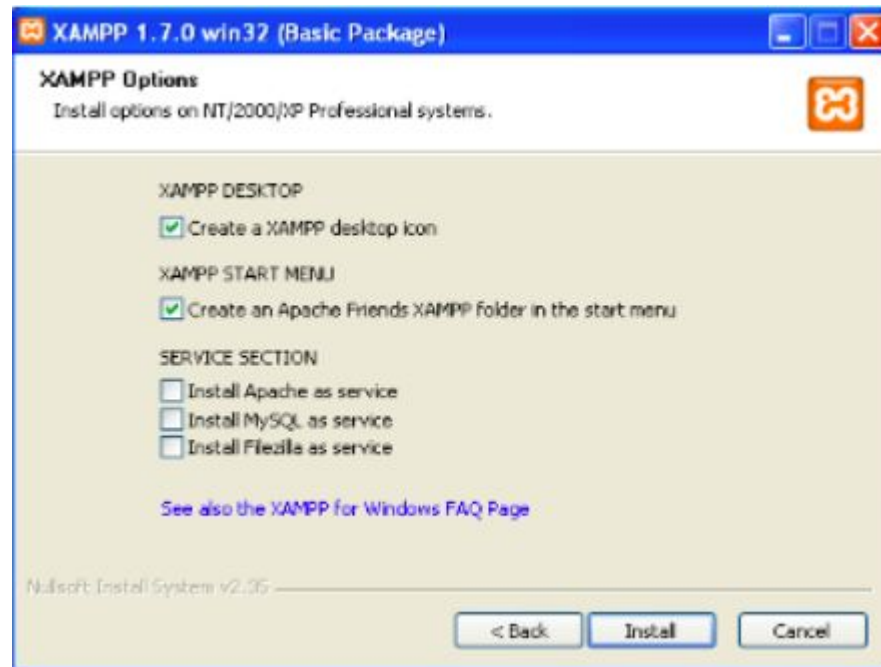 XAMPP 1.7.0 win32 (Basic Package)
XAMPP Options
Install options on NT/2000/XP Professional systems.
XAMPP DESKTOP
Create a XAMPP desktop icon
XAMPP START MENU
Create an Apache Friends XAMPP folder in the start menu
SERVICE SECTION
Install Apache as service
Install MySQL as service
Install Filezilla as service
See also the XAMPP for Windows FAQ Page
Nullsoft Install System v2.35
< Back Install Cancel